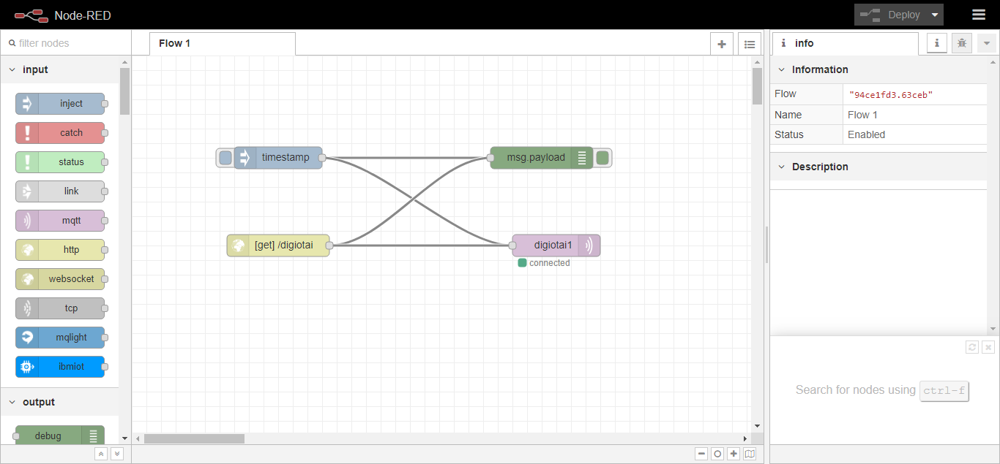 Node-RED
Deploy
filter nodes
Flow 1
info
input
inject
catch
status
link
mqtt
http
websocket
tcp
mqlight
ibmiot
output
debug
timestamp
msg.payload
[get] /digiotai
digiotai1
connected
Information
Flow "94ce1fd3.63ceb"
Name Flow 1
Status Enabled
Description
Search for nodes using ctrl-f